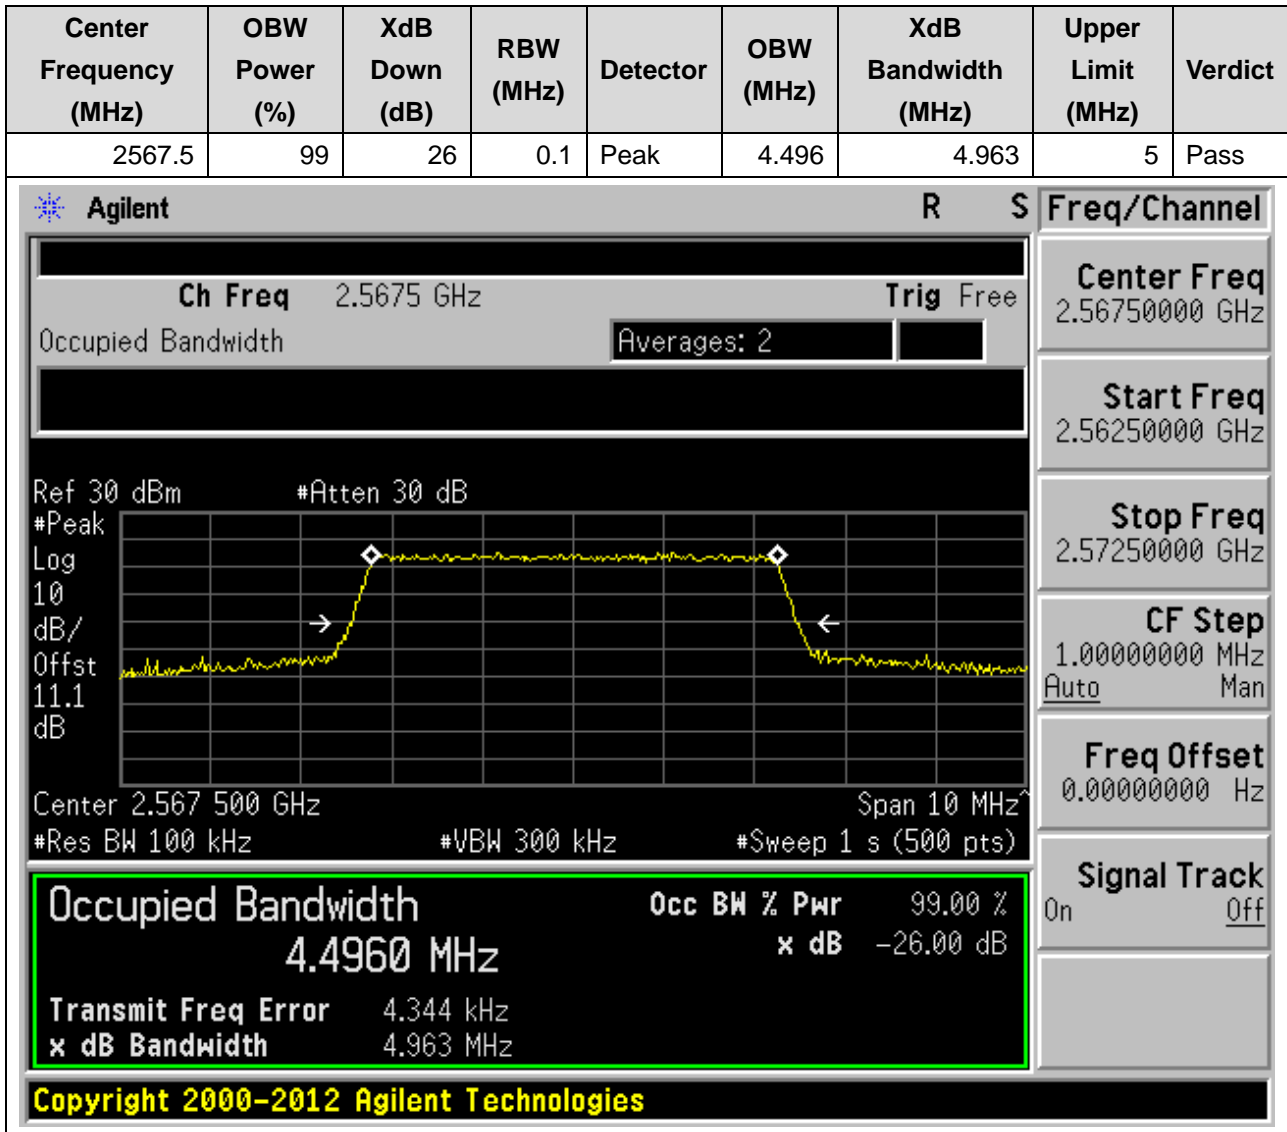 Center Frequency (MHz) OBW Power (%) XdB Down (dB) RBW (MHz) Detector OBW (MHz) XdB Bandwidth (MHz) Upper Limit (MHz) Verdict
2567.5 99 26 0.1 Peak 4.496 4.963 5 Pass
Agilent R S Freq/Channel
Ch Freq 2.5675 GHz Trig Free
Occupied Bandwidth Averages: 2
Center Freq
2.56750000 GHz
Start Freq
2.56250000 GHz
Stop Freq
2.57250000 GHz
CF Step
1.00000000 MHz
Auto Man
Freq Offset
0.00000000 Hz
Signal Track
On Off
Ref 30 dBm #Atten 30 dB
#Peak
Log
10
dB/
Offst
11.1
dB
Center 2.567 500 GHz Span 10 MHz^
#Res BW 100 kHz #VBW 300 kHz #Sweep 1 s (500 pts)
Occupied Bandwidth Occ BW % Pwr 99.00 %
4.4960 MHz x dB -26.00 dB
Transmit Freq Error 4.344 kHz
x dB Bandwidth 4.963 MHz
Copyright 2000-2012 Agilent Technologies